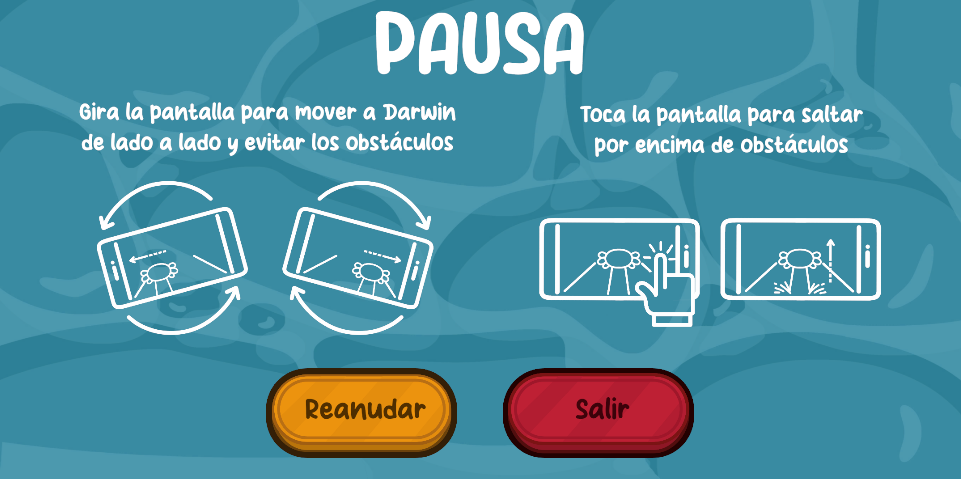 PAUSA
Gira la pantalla para mover a Darwin
de lado a lado y evitar los obstáculos
Toca la pantalla para saltar
por encima de obstáculos
Reanudar
Salir